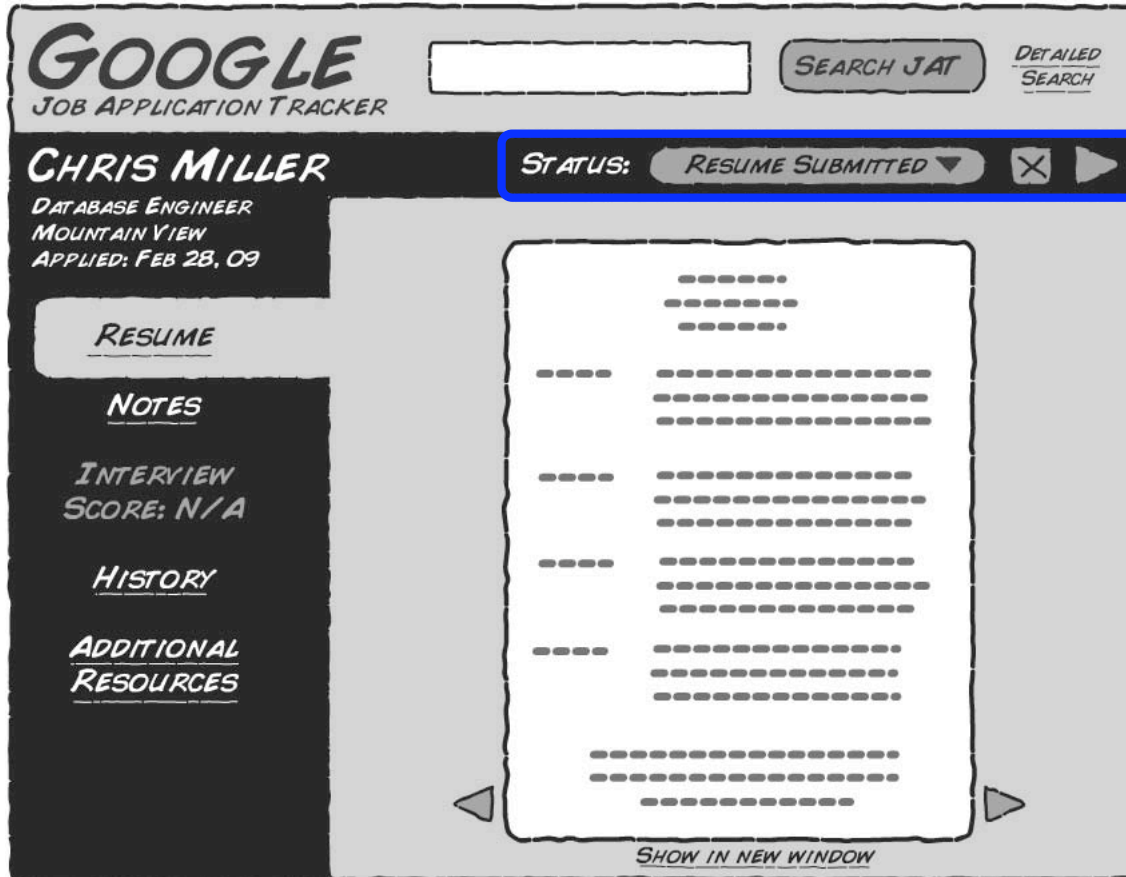 GOOGLE
JOB APPLICATION TRACKER
SEARCH JAT
DETAILED
SEARCH
CHRIS MILLER
DATABASE ENGINEER
MOUNTAIN VIEW
APPLIED: FEB 28, 09
STATUS: RESUME SUBMITTED
RESUME
NOTES
INTERVIEW
SCORE: N/A
HISTORY
ADDITIONAL
RESOURCES
SHOW IN NEW WINDOW